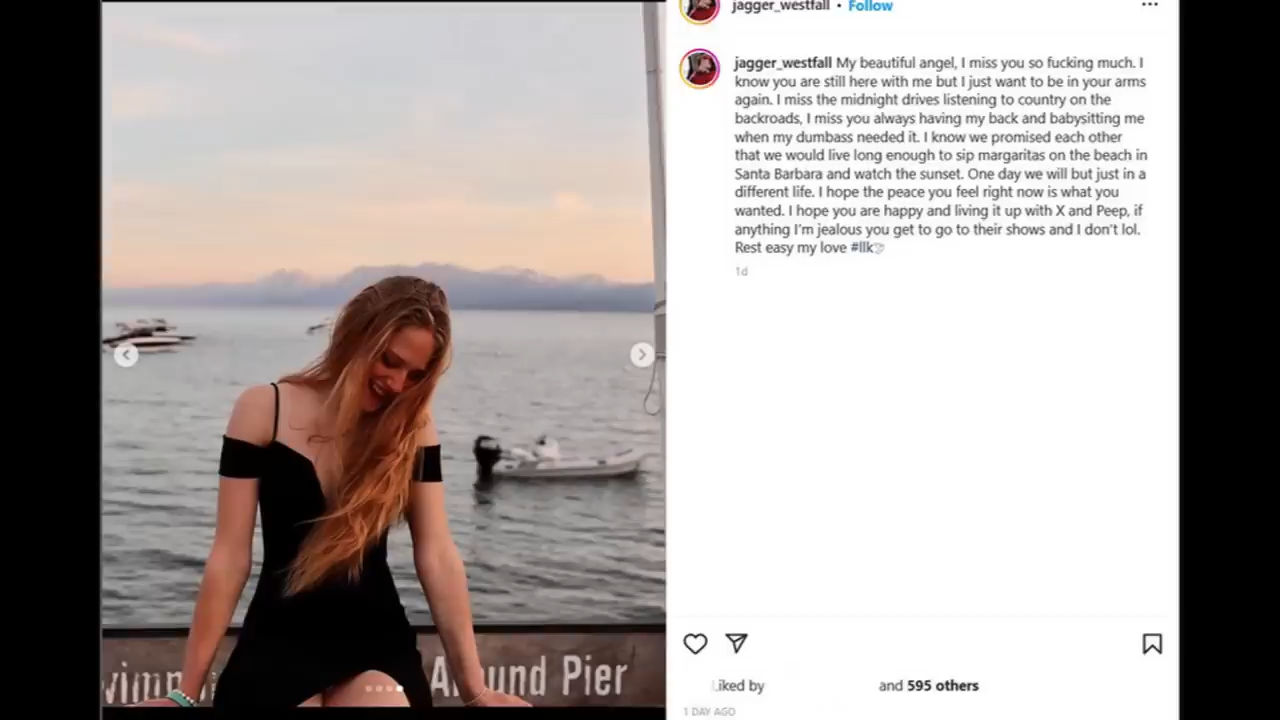 jagger_westfall • Follow
jagger_westfall My beautiful angel, I miss you so fucking much. I
know you are still here with me but I just want to be in your arms
again. I miss the midnight drives listening to country on the
backroads, I miss you always having my back and babysitting me
when my dumbass needed it. I know we promised each other
that we would live long enough to sip margaritas on the beach in
Santa Barbara and watch the sunset. One day we will but just in a
different life. I hope the peace you feel right now is what you
wanted. I hope you are happy and living it up with X and Peep, if
anything I'm jealous you get to go to their shows and I don't lol.
Rest easy my love #llk🕊
1d
Around Pier
Liked by and 595 others
1 DAY AGO